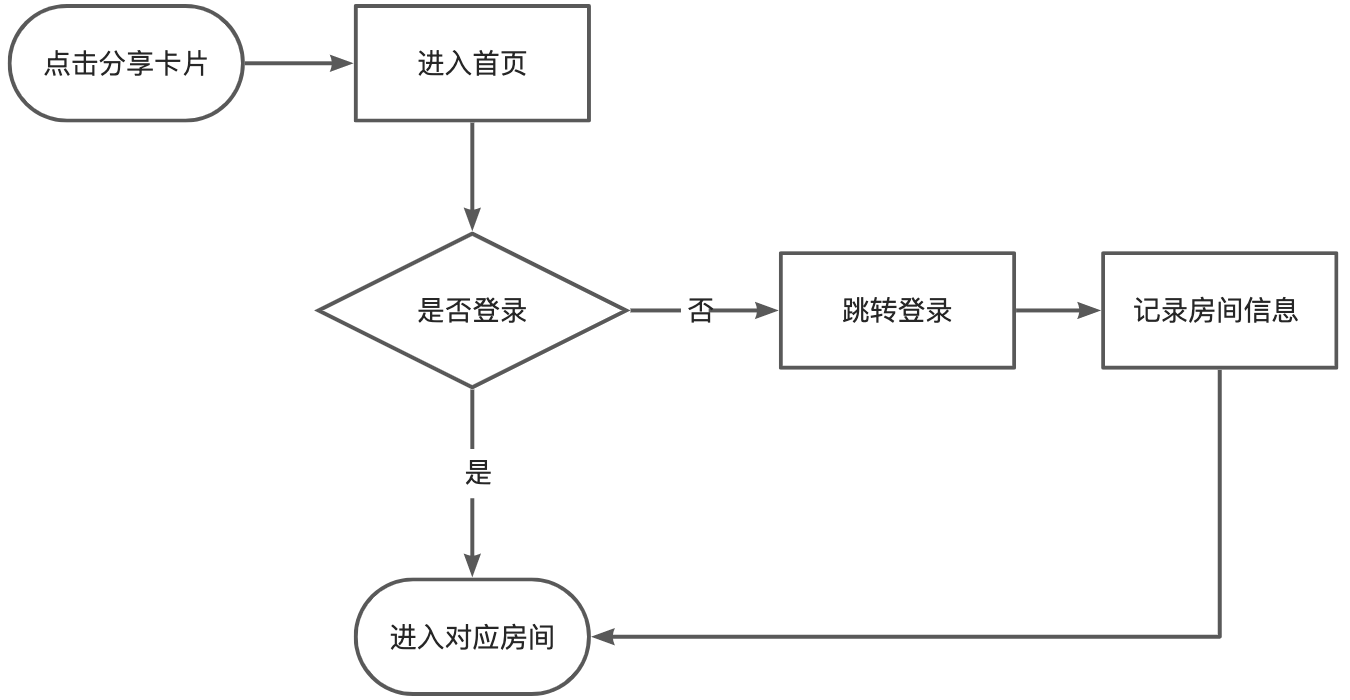 点击分享卡片
进入首页
是否登录
否
跳转登录
记录房间信息
是
进入对应房间